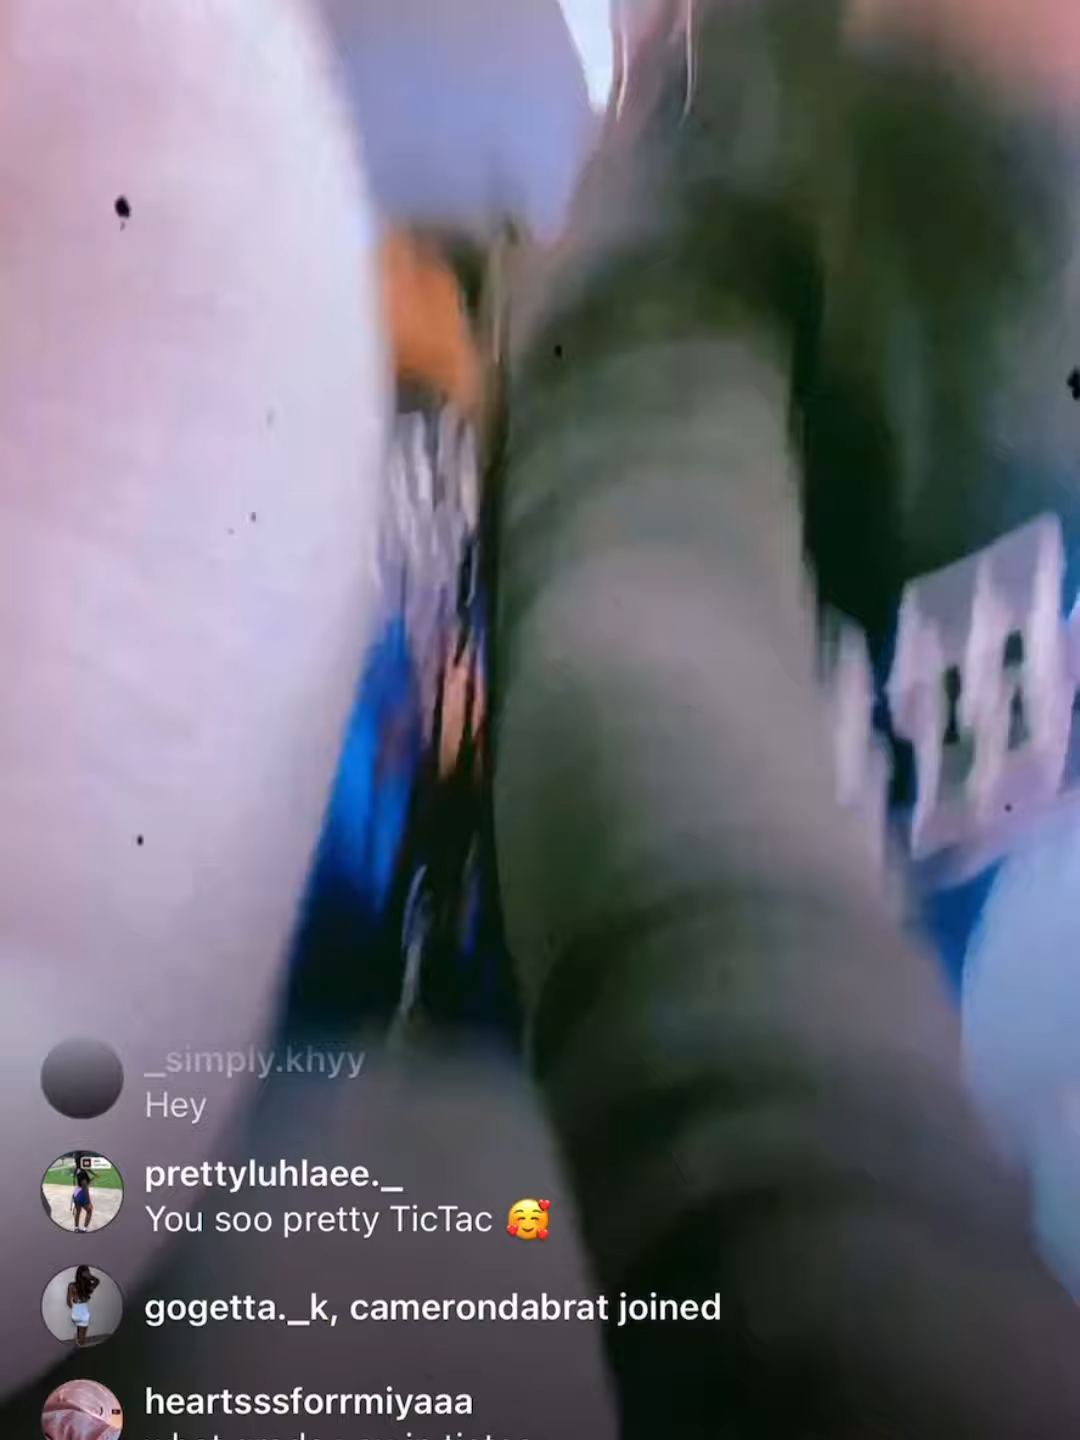 _simply.khyy
Hey
prettyluhlaee._
You soo pretty TicTac 🥰
gogetta._k, camerondabrat joined
heartsssforrmiyaaa